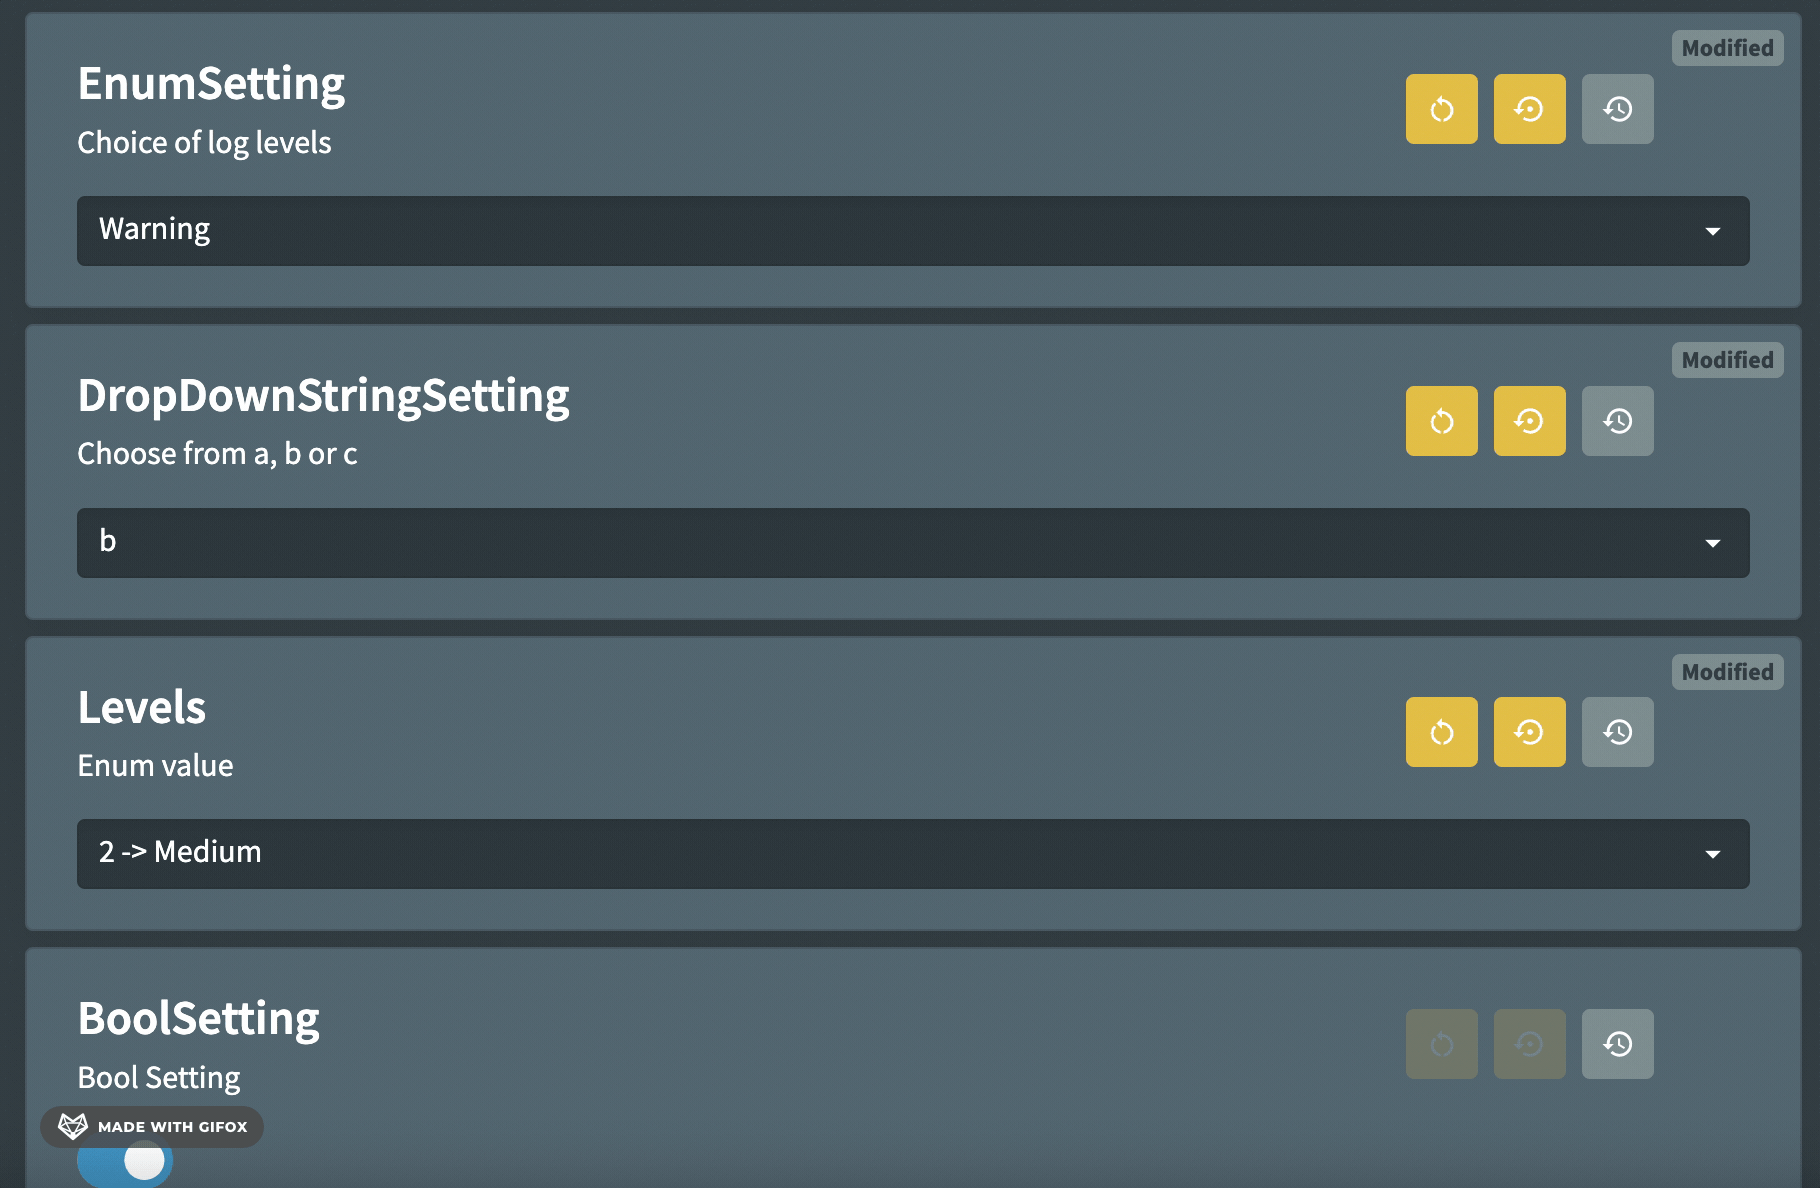 Modified
EnumSetting
Choice of log levels
Warning
Modified
DropDownStringSetting
Choose from a, b or c
b
Modified
Levels
Enum value
2 -> Medium
BoolSetting
Bool Setting
MADE WITH GIFOX